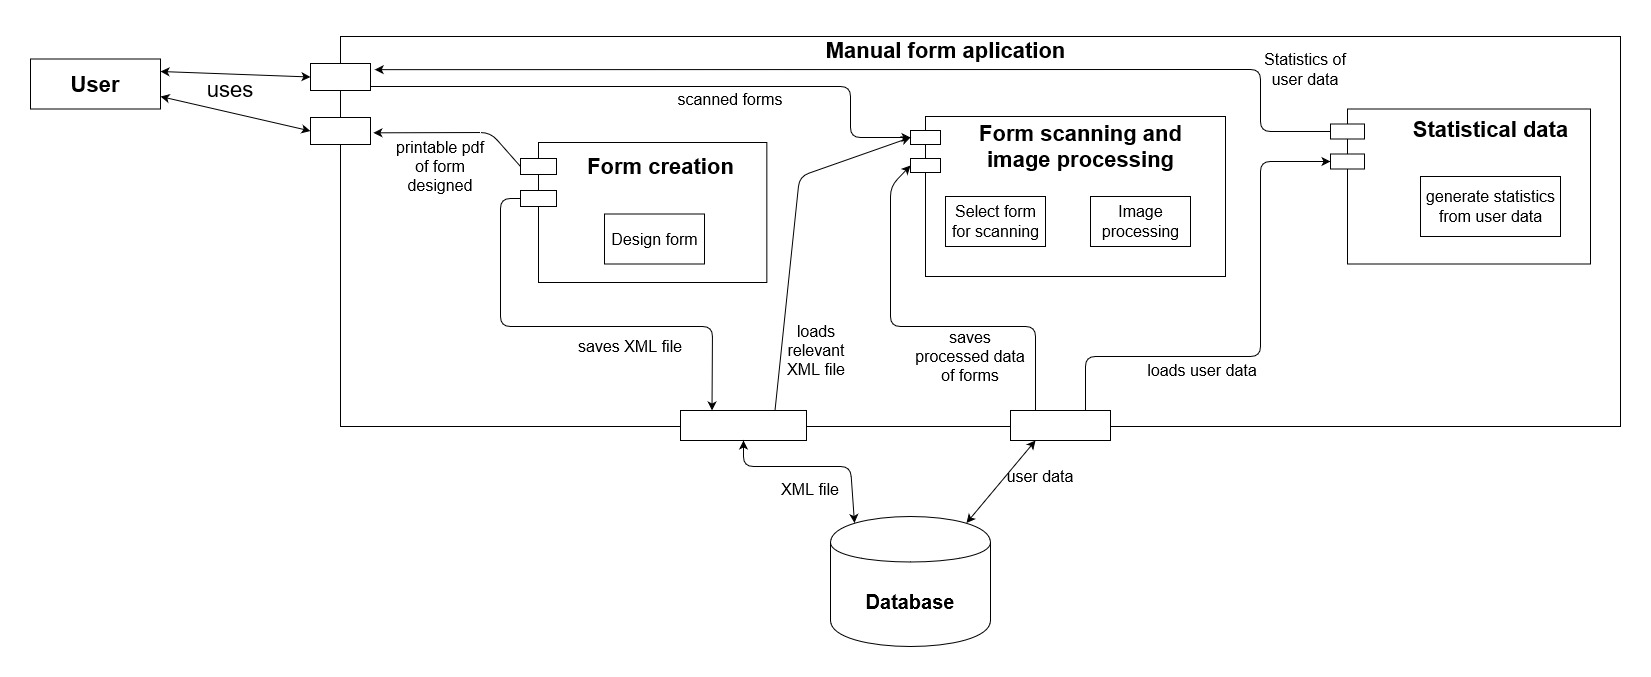 Manual form aplication
User
uses
Statistics of
user data
scanned forms
printable pdf
of form
designed
Form creation
Design form
Form scanning and
image processing
Select form
for scanning
Image
processing
Statistical data
generate statistics
from user data
saves XML file
loads
relevant
XML file
saves
processed data
of forms
loads user data
XML file
user data
Database